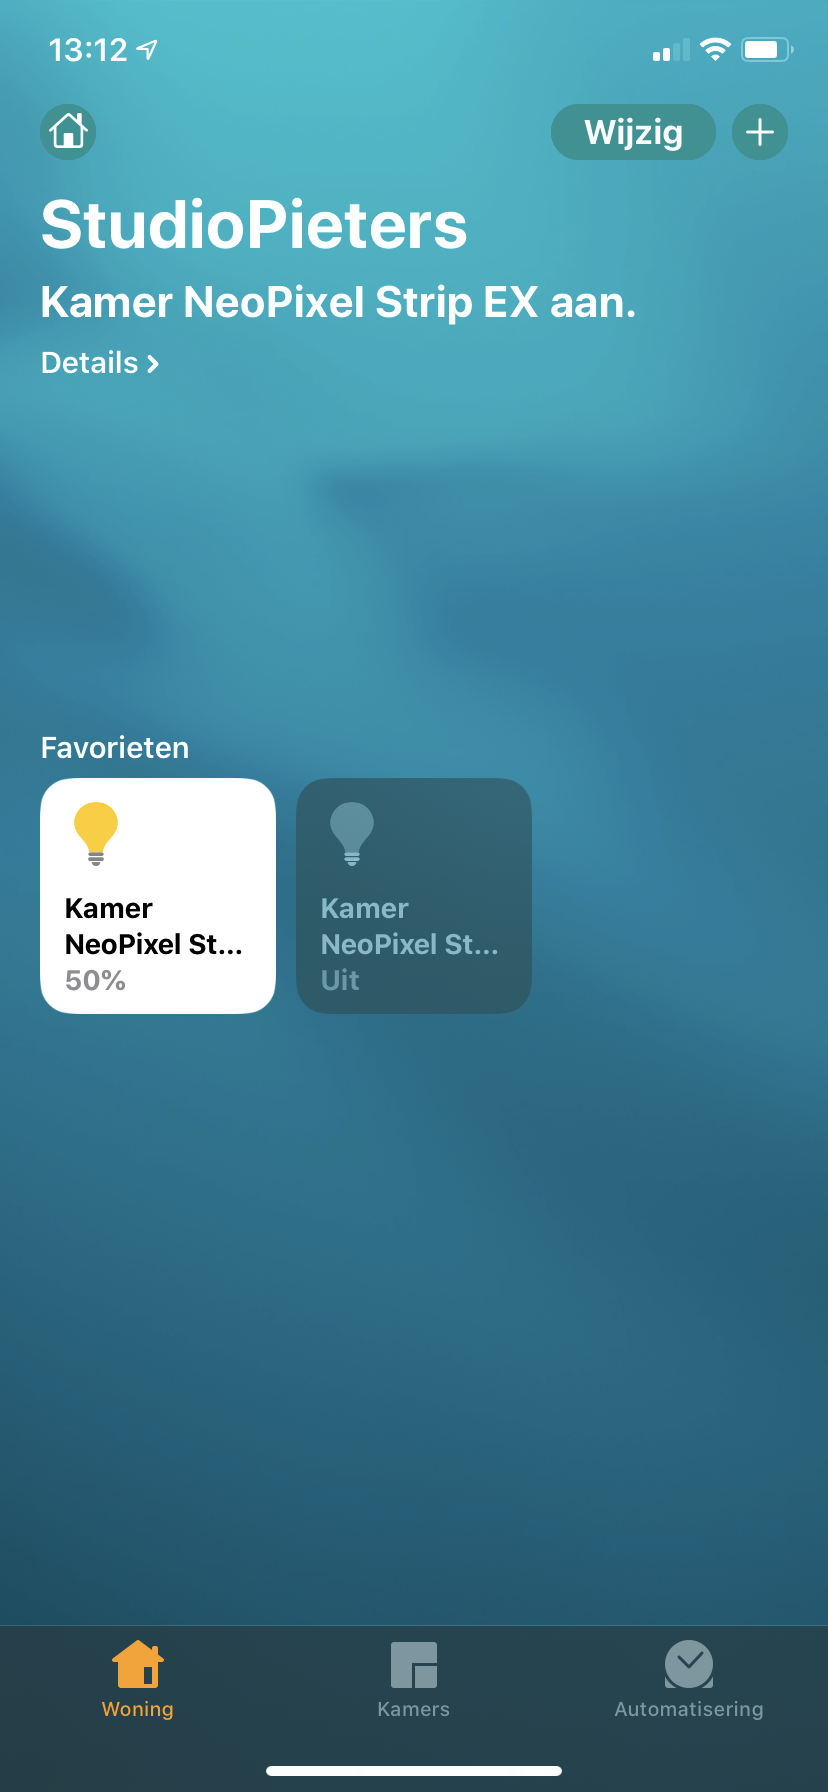 13:12
Wijzig
StudioPieters
Kamer NeoPixel Strip EX aan.
Details
Favorieten
Kamer
NeoPixel St...
50%
Kamer
NeoPixel St...
Uit
Woning
Kamers
Automatisering